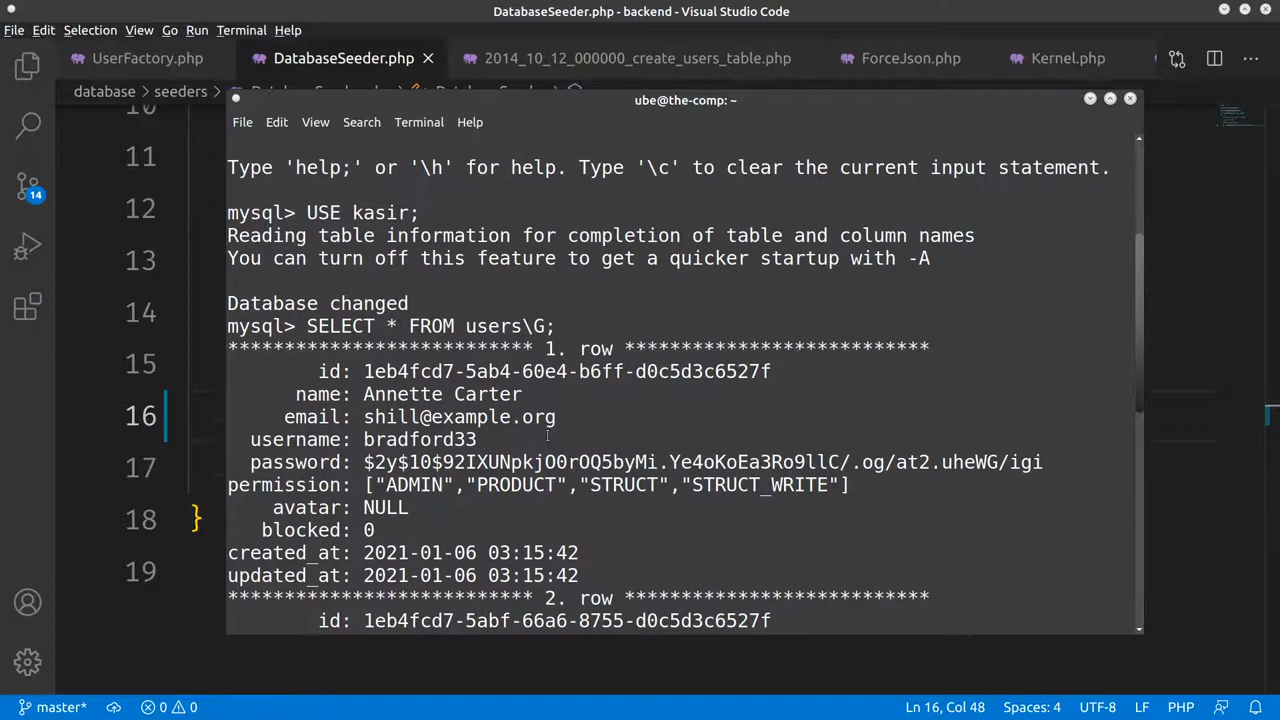 DatabaseSeeder.php - backend - Visual Studio Code
File Edit Selection View Go Run Terminal Help
UserFactory.php DatabaseSeeder.php 2014_10_12_000000_create_users_table.php ForceJson.php Kernel.php
database > seeders >
ube@the-comp: ~
File Edit View Search Terminal Help
10
11
12
13
14
15
16
17
18 }
19
14
Type 'help;' or '\h' for help. Type '\c' to clear the current input statement.
mysql> USE kasir;
Reading table information for completion of table and column names
You can turn off this feature to get a quicker startup with -A
Database changed
mysql> SELECT * FROM users\G;
*************************** 1. row ***************************
id: 1eb4fcd7-5ab4-60e4-b6ff-d0c5d3c6527f
name: Annette Carter
email: shill@example.org
username: bradford33
password: $2y$10$92IXUNpkjO0rOQ5byMi.Ye4oKoEa3Ro9llC/.og/at2.uheWG/igi
permission: ["ADMIN","PRODUCT","STRUCT","STRUCT_WRITE"]
avatar: NULL
blocked: 0
created_at: 2021-01-06 03:15:42
updated_at: 2021-01-06 03:15:42
*************************** 2. row ***************************
id: 1eb4fcd7-5abf-66a6-8755-d0c5d3c6527f
master* 0 0 Ln 16, Col 48 Spaces: 4 UTF-8 LF PHP